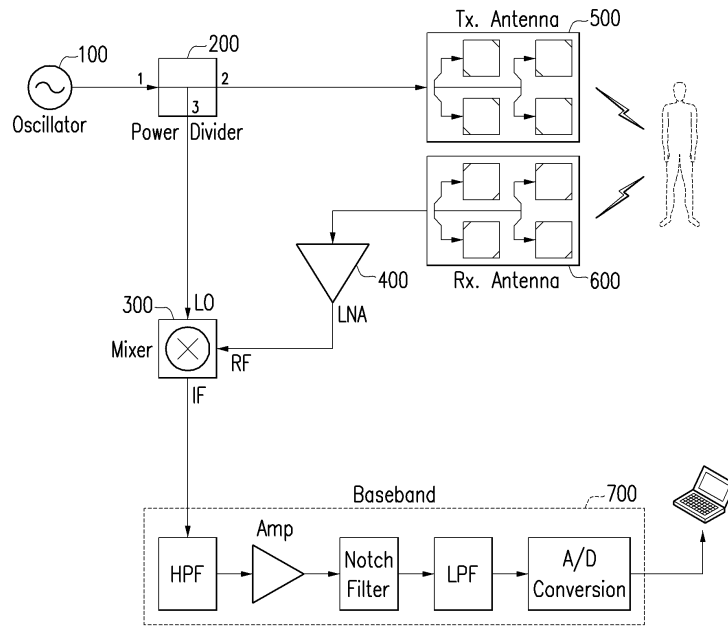 Tx. Antenna 500
100
200
1
2
3
Oscillator
Power Divider
Rx. Antenna 600
400
LNA
300
LO
Mixer
RF
IF
Baseband
700
HPF
Amp
Notch
Filter
LPF
A/D
Conversion